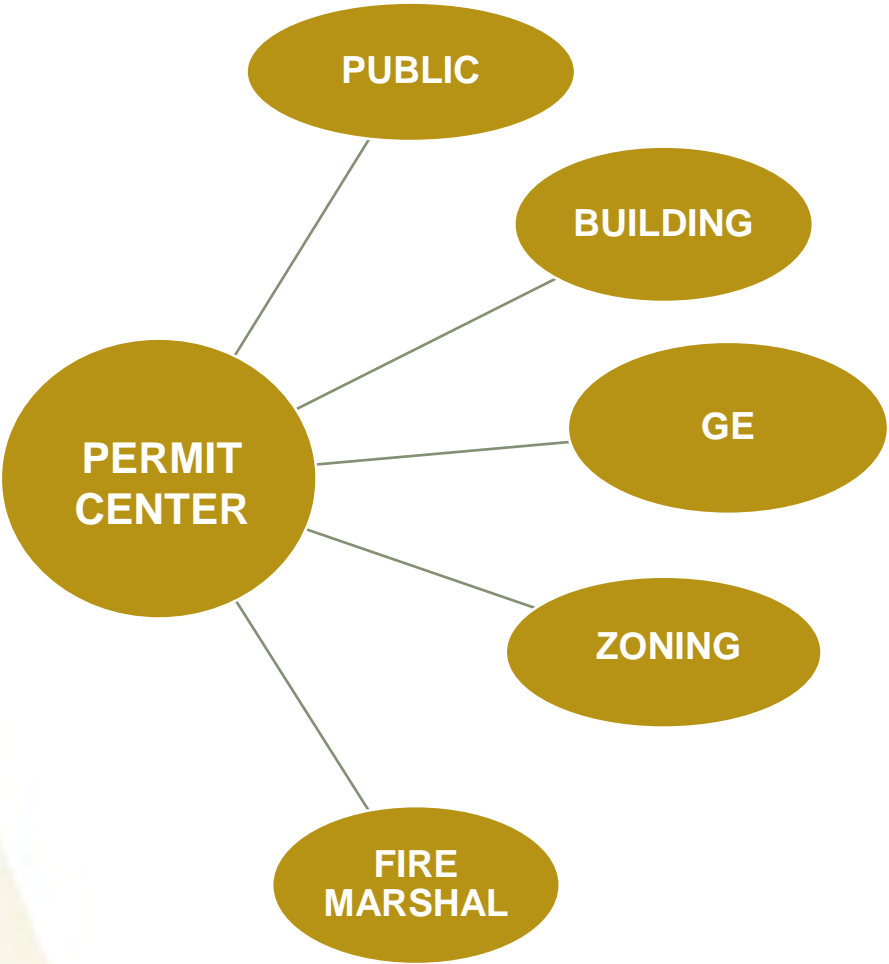 PUBLIC
BUILDING
GE
PERMIT
CENTER
ZONING
FIRE
MARSHAL